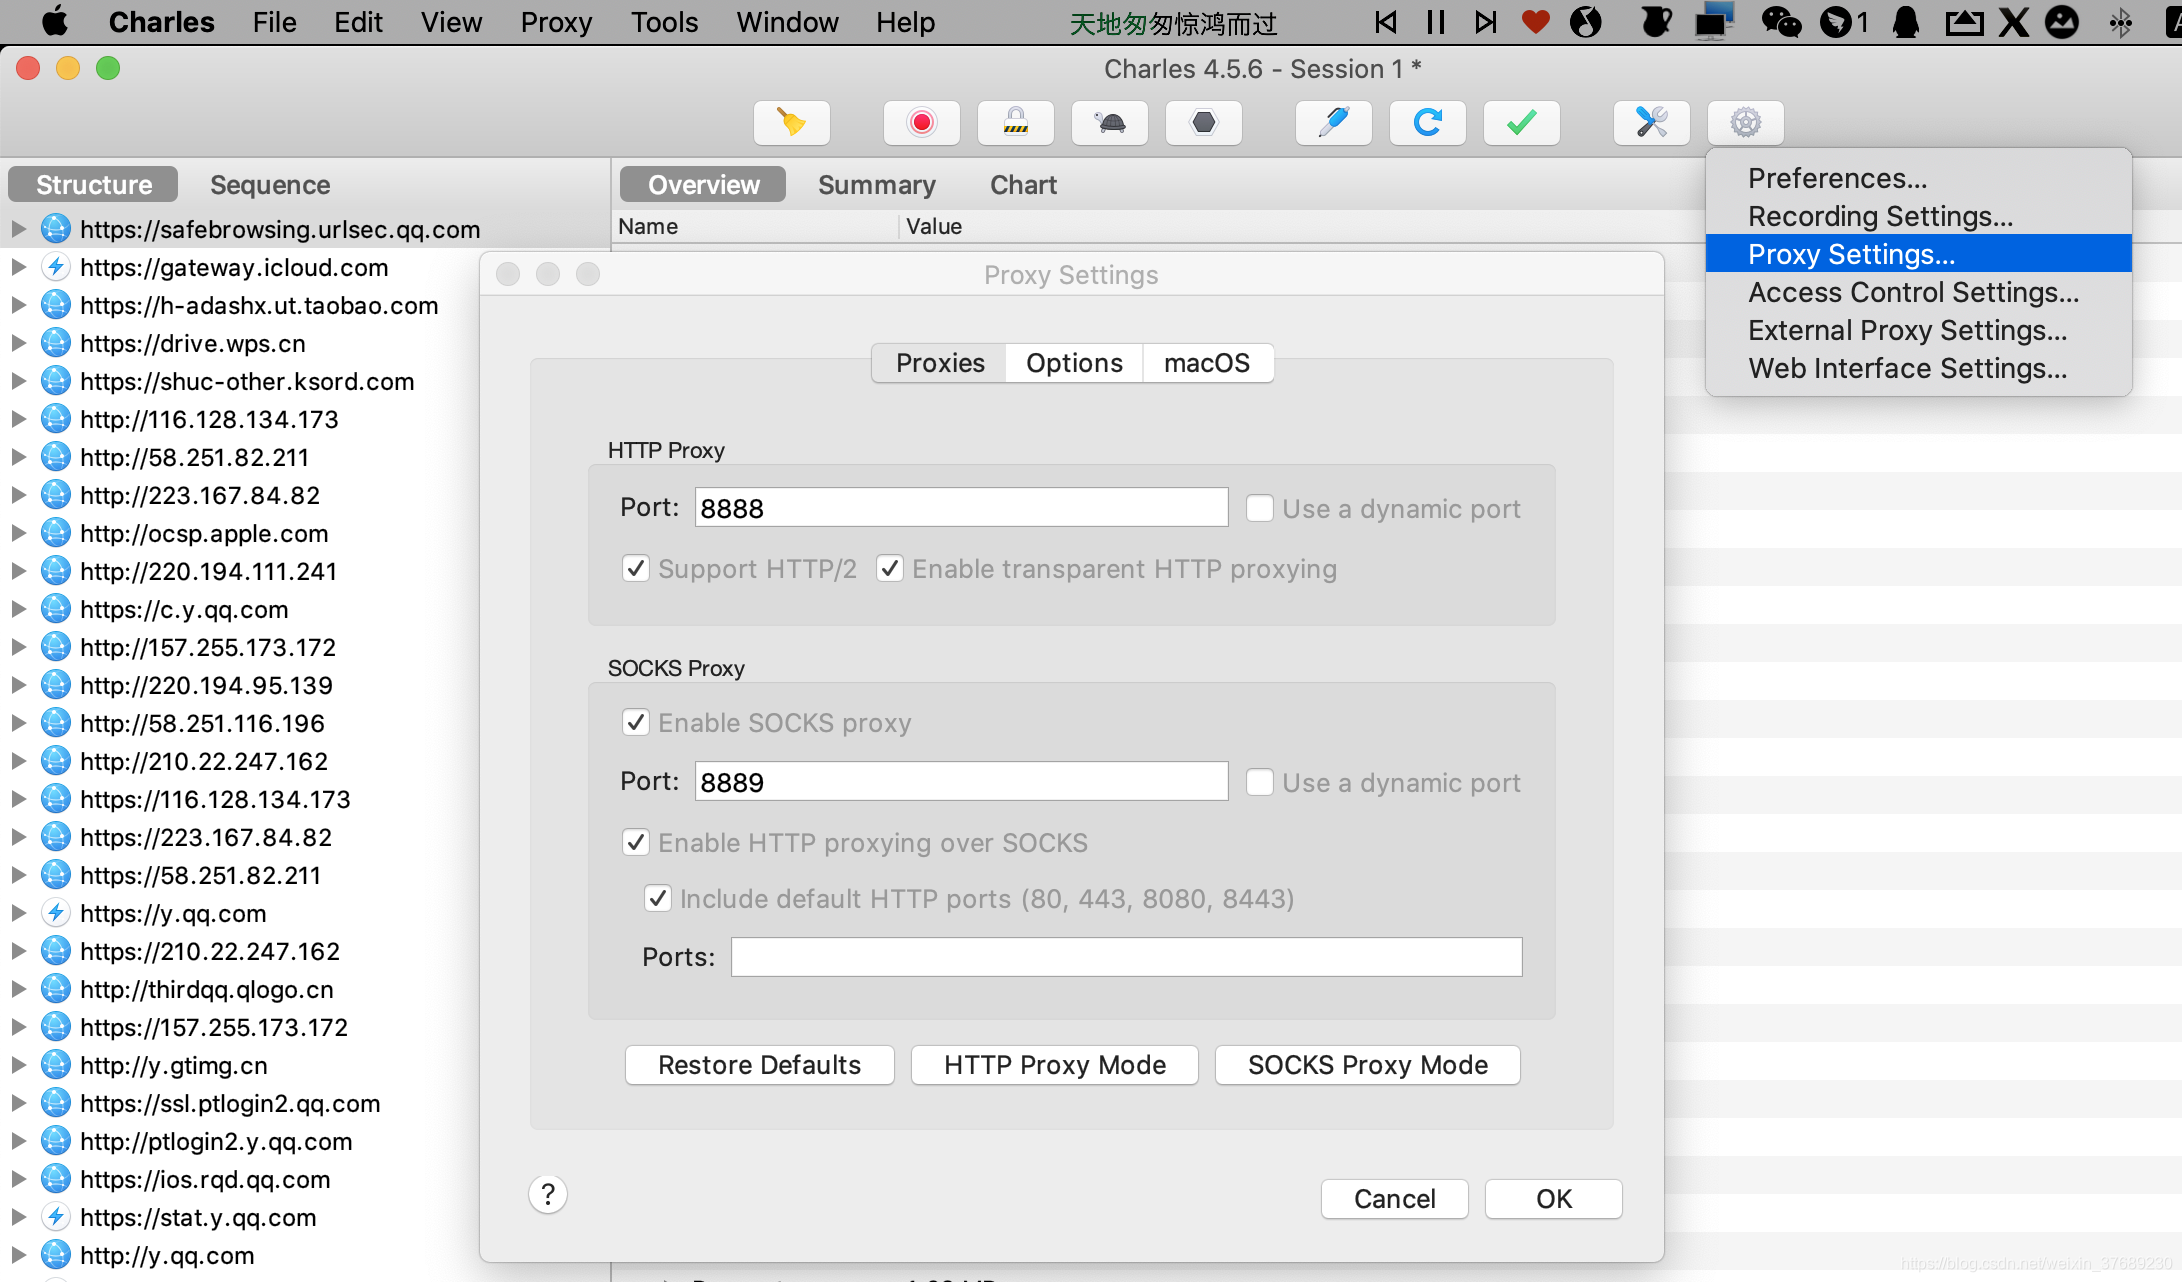 Charles File Edit View Proxy Tools Window Help 天地匆匆惊鸿而过 1
Charles 4.5.6 - Session 1 *
Structure Sequence
Overview Summary Chart
Name Value
https://safebrowsing.urlsec.qq.com
https://gateway.icloud.com
https://h-adashx.ut.taobao.com
https://drive.wps.cn
https://shuc-other.ksord.com
http://116.128.134.173
http://58.251.82.211
http://223.167.84.82
http://ocsp.apple.com
http://220.194.111.241
https://c.y.qq.com
http://157.255.173.172
http://220.194.95.139
http://58.251.116.196
http://210.22.247.162
https://116.128.134.173
https://223.167.84.82
https://58.251.82.211
https://y.qq.com
https://210.22.247.162
http://thirdqq.qlogo.cn
https://157.255.173.172
http://y.gtimg.cn
https://ssl.ptlogin2.qq.com
http://ptlogin2.y.qq.com
https://ios.rqd.qq.com
https://stat.y.qq.com
http://y.qq.com
Preferences...
Recording Settings...
Proxy Settings...
Access Control Settings...
External Proxy Settings...
Web Interface Settings...
Proxy Settings
Proxies Options macOS
HTTP Proxy
Port: 8888 Use a dynamic port
Support HTTP/2 Enable transparent HTTP proxying
SOCKS Proxy
Enable SOCKS proxy
Port: 8889 Use a dynamic port
Enable HTTP proxying over SOCKS
Include default HTTP ports (80, 443, 8080, 8443)
Ports:
Restore Defaults HTTP Proxy Mode SOCKS Proxy Mode
? Cancel OK
https://blog.csdn.net/weixin_37689230